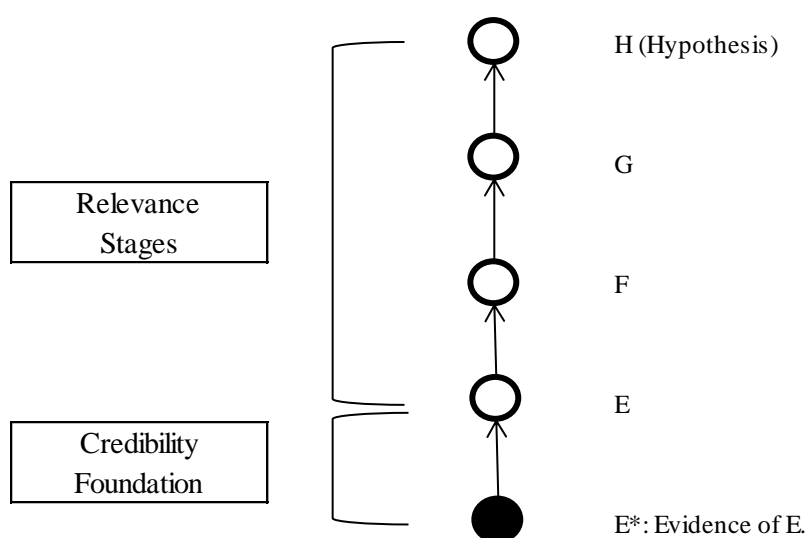 H (Hypothesis)
G
Relevance
Stages
F
E
Credibility
Foundation
E*: Evidence of E.